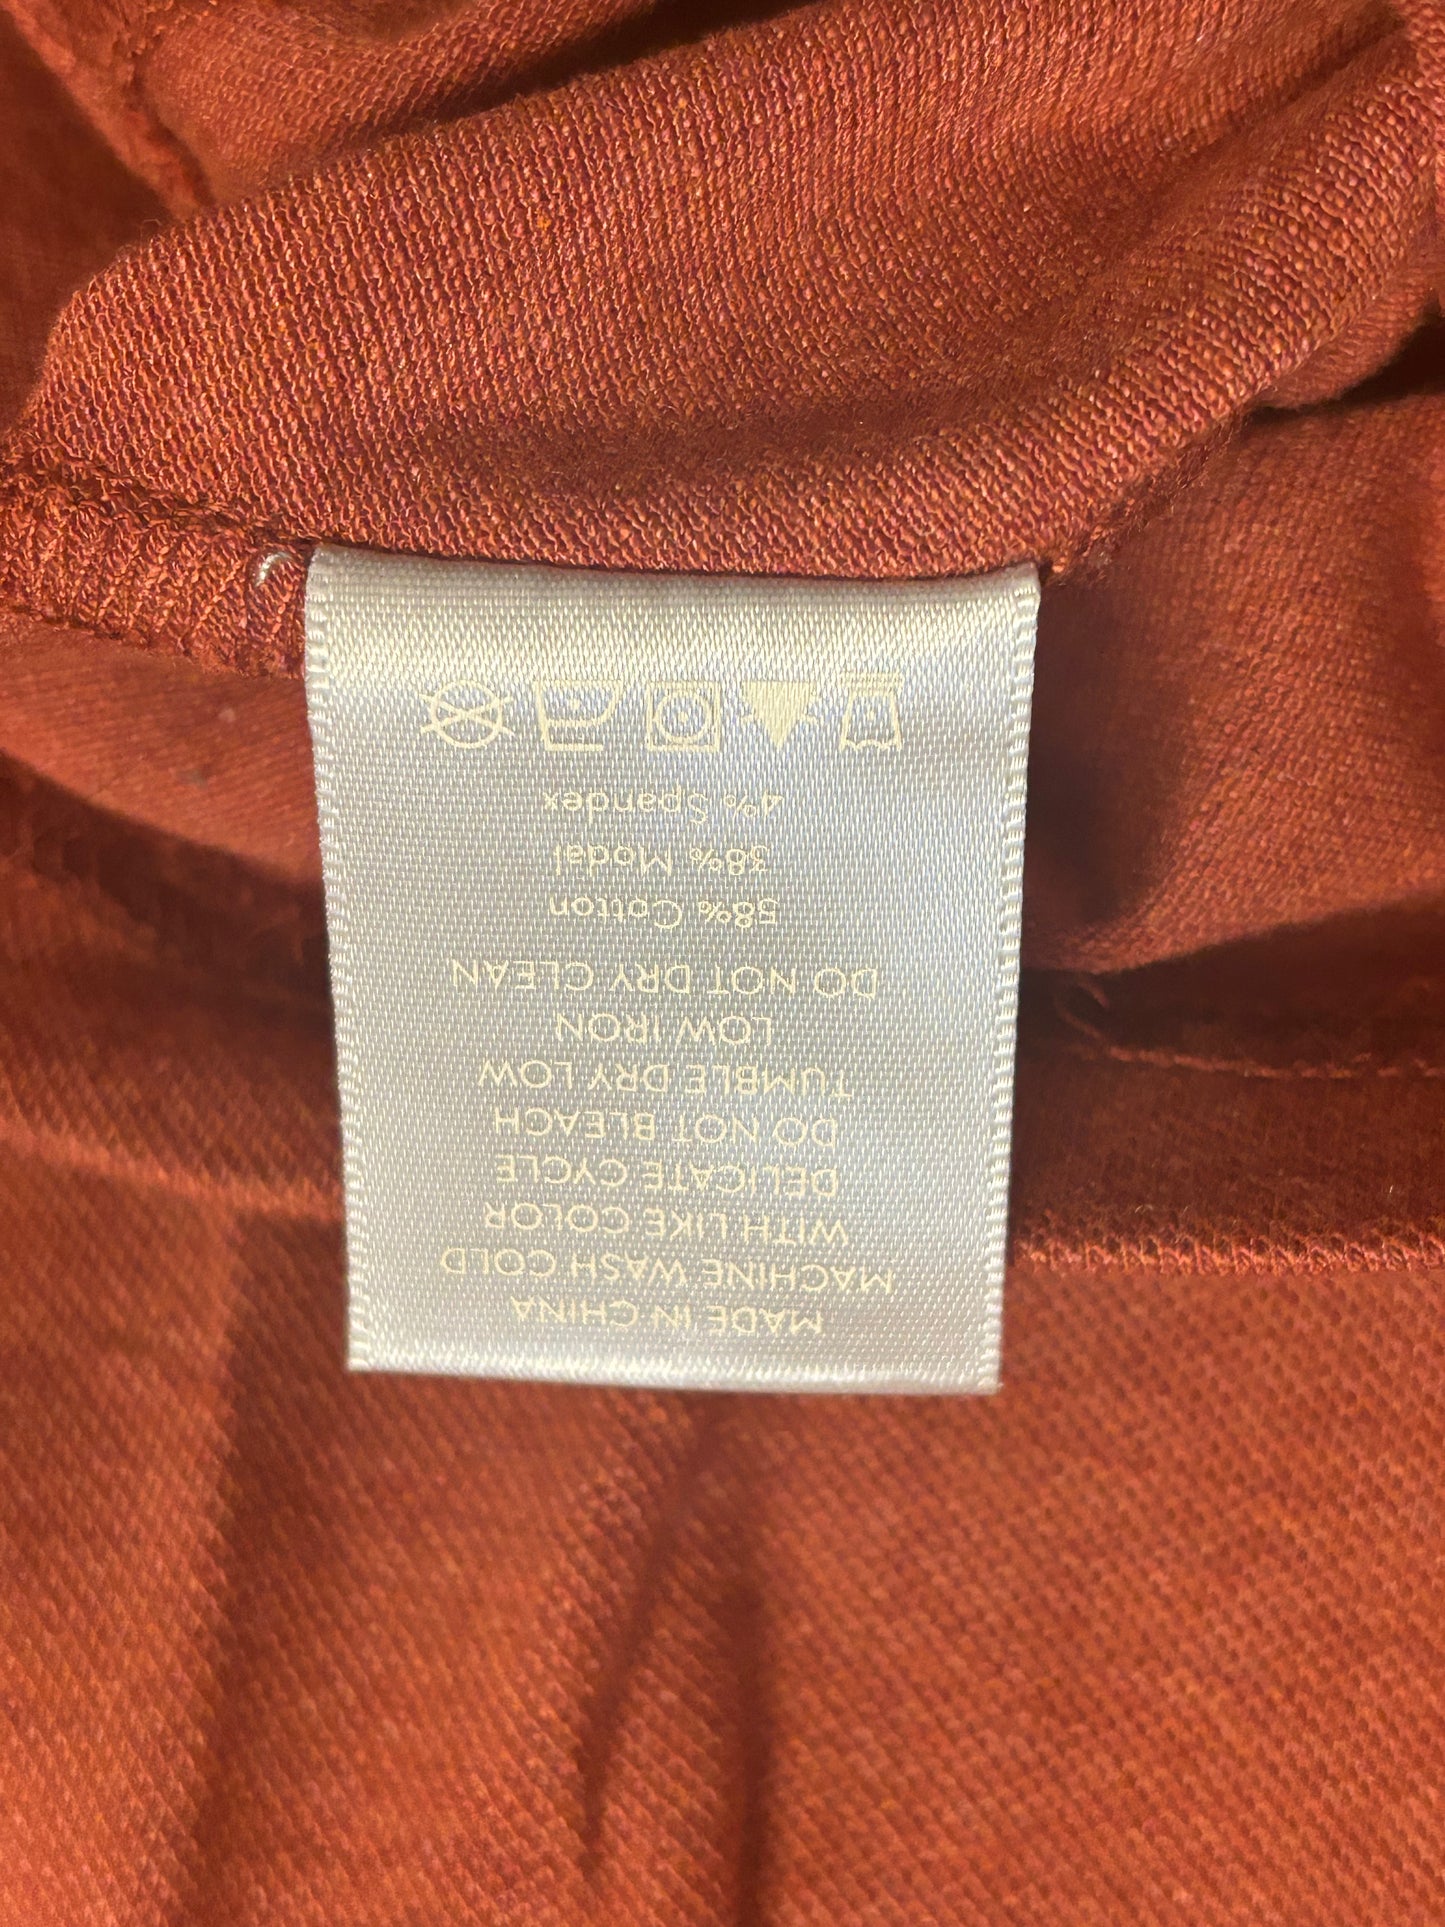 MADE IN CHINA
MACHINE WASH COLD
WITH LIKE COLOR
DELICATE CYCLE
DO NOT BLEACH
TUMBLE DRY LOW
LOW IRON
DO NOT DRY CLEAN
58% Cotton
38% Modal
4% Spandex